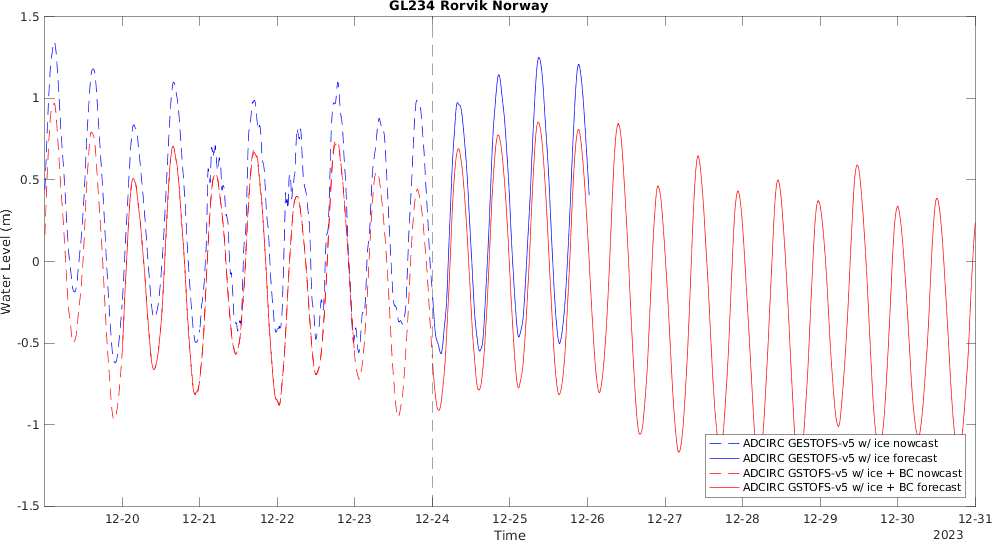 GL234 Rorvik Norway
1.5
1
0.5
0
-0.5
-1
-1.5
Water Level (m)
ADCIRC GESTOFS-v5 w/ ice nowcast
ADCIRC GESTOFS-v5 w/ ice forecast
ADCIRC GSTOFS-v5 w/ ice + BC nowcast
ADCIRC GSTOFS-v5 w/ ice + BC forecast
12-20 12-21 12-22 12-23 12-24 12-25 12-26 12-27 12-28 12-29 12-30 12-31
Time
2023